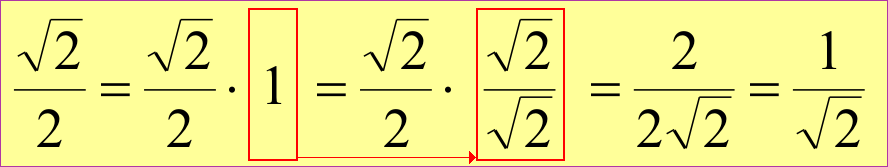 √2/2 = √2/2 · 1 = √2/2 · √2/√2 = 2/2√2 = 1/√2